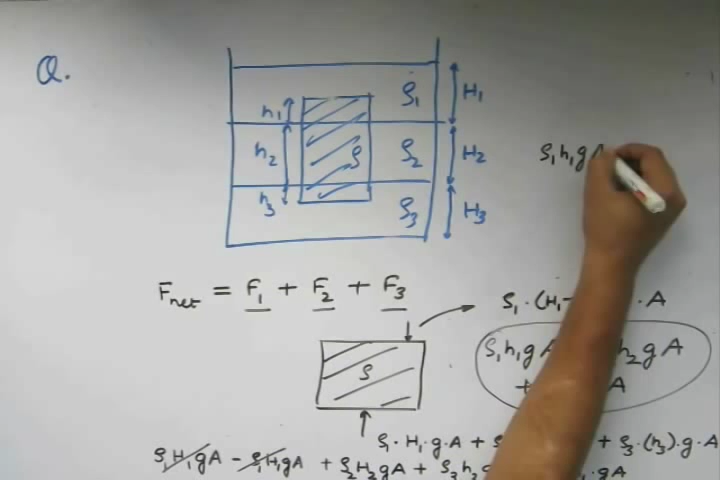 Q.
h₁
ρ₁
H₁
h₂
ρ
ρ₂
H₂
h₃
ρ₃
H₃
ρ₁h₁g
Fnet = F₁ + F₂ + F₃
ρ₁·(H₁- ·A
ρ
ρ₁h₁gA h₂gA
+ A
ρ₁·H₁·g·A + + ρ₃·(h₃)·g·A
ρ₁H₁gA - ρ₁H₁gA + ρ₂H₂gA + ·gA